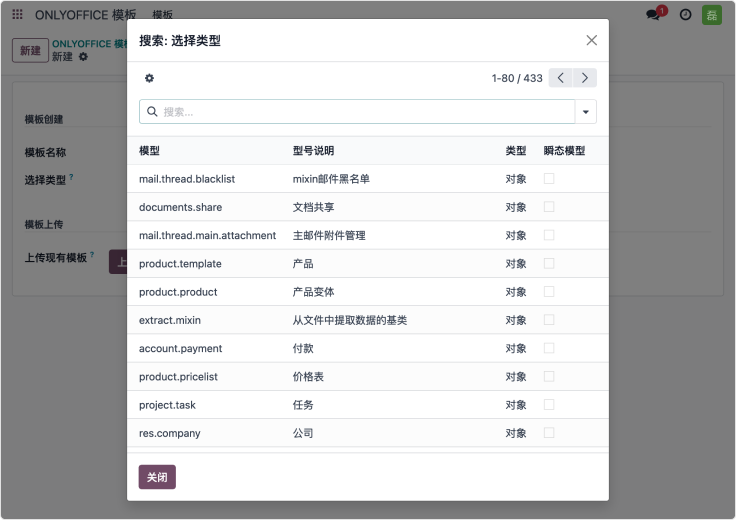 ONLYOFFICE 模板 模板 1 磊
新建 ONLYOFFICE 模
新建
搜索: 选择类型
1-80 / 433
搜索...
模型 型号说明 类型 瞬态模型
mail.thread.blacklist mixin邮件黑名单 对象
documents.share 文档共享 对象
mail.thread.main.attachment 主邮件附件管理 对象
product.template 产品 对象
product.product 产品变体 对象
extract.mixin 从文件中提取数据的基类 对象
account.payment 付款 对象
product.pricelist 价格表 对象
project.task 任务 对象
res.company 公司 对象
关闭
模板创建
模板名称
选择类型 ?
模板上传
上传现有模板 ? 上